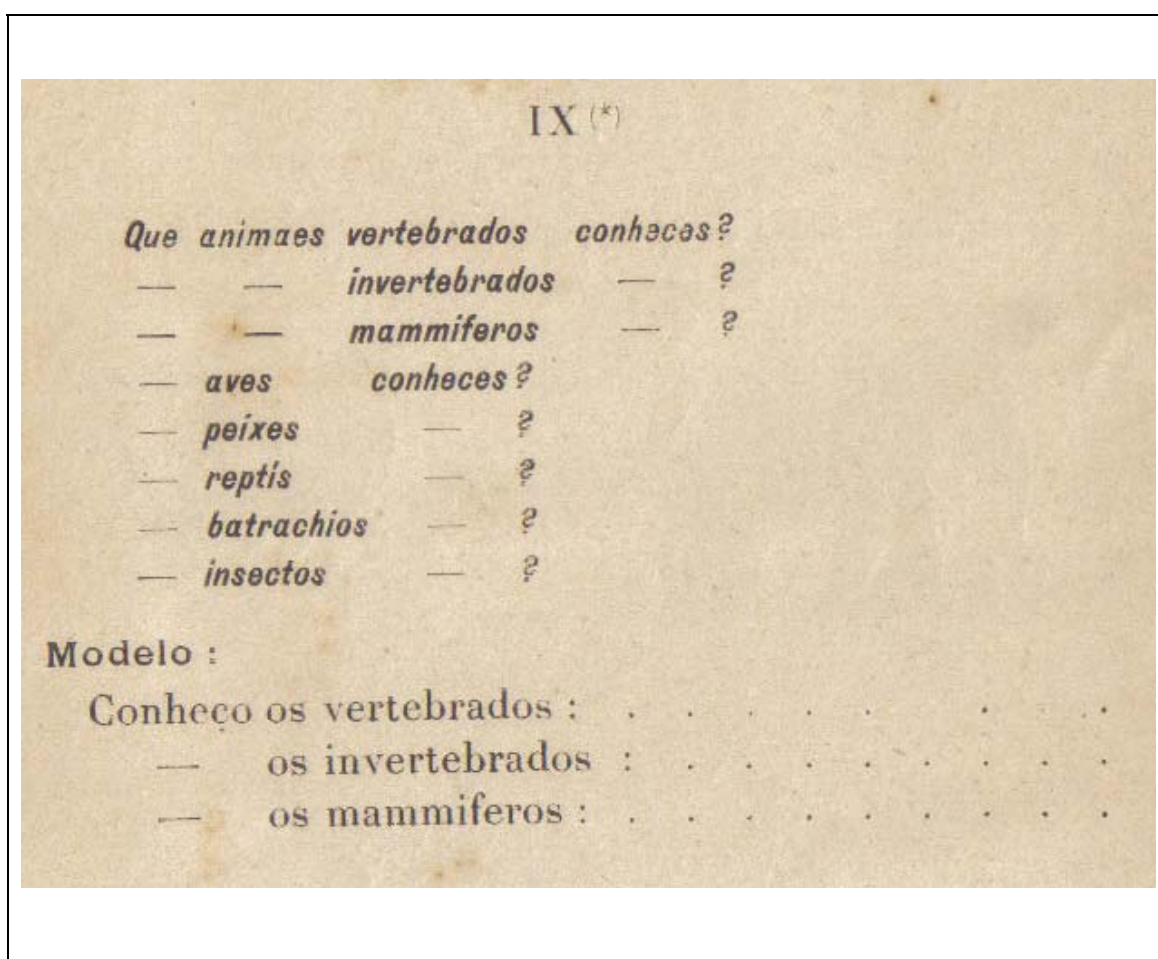 IX (*)
Que animaes vertebrados conheces?
— — invertebrados — ?
— — mammiferos — ?
— aves conheces?
— peixes — ?
— reptís — ?
— batrachios — ?
— insectos — ?
Modelo :
Conheço os vertebrados : . . . . . . . .
— os invertebrados : . . . . . . . .
— os mammiferos : . . . . . . . . .